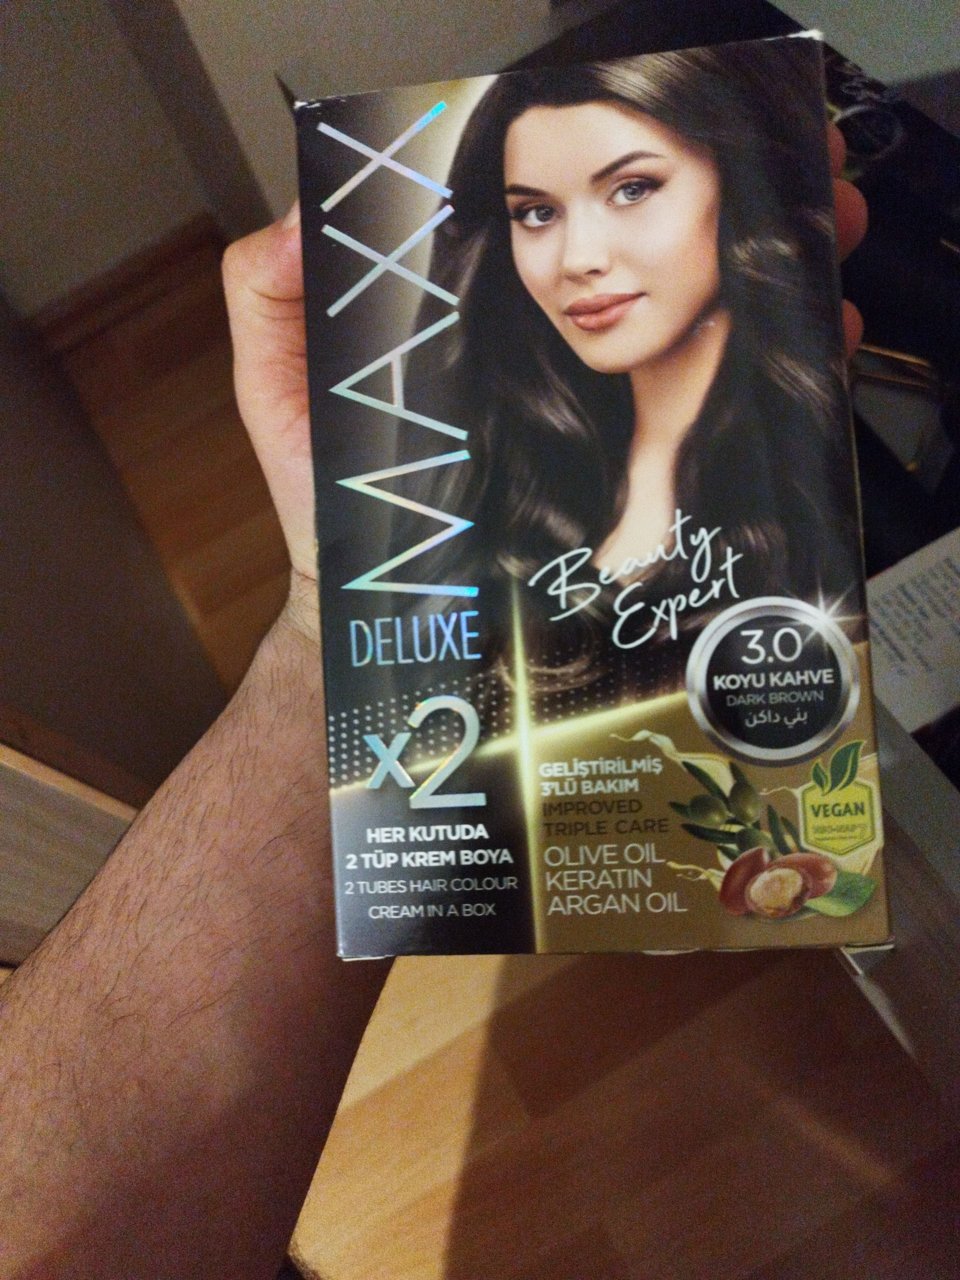 MAXX
DELUXE
x2
HER KUTUDA
2 TÜP KREM BOYA
2 TUBES HAIR COLOUR
CREAM IN A BOX
Beauty
Expert
3.0
KOYU KAHVE
DARK BROWN
بني داكن
GELİŞTİRİLMİŞ
3'LÜ BAKIM
IMPROVED
TRIPLE CARE
OLIVE OIL
KERATIN
ARGAN OIL
VEGAN